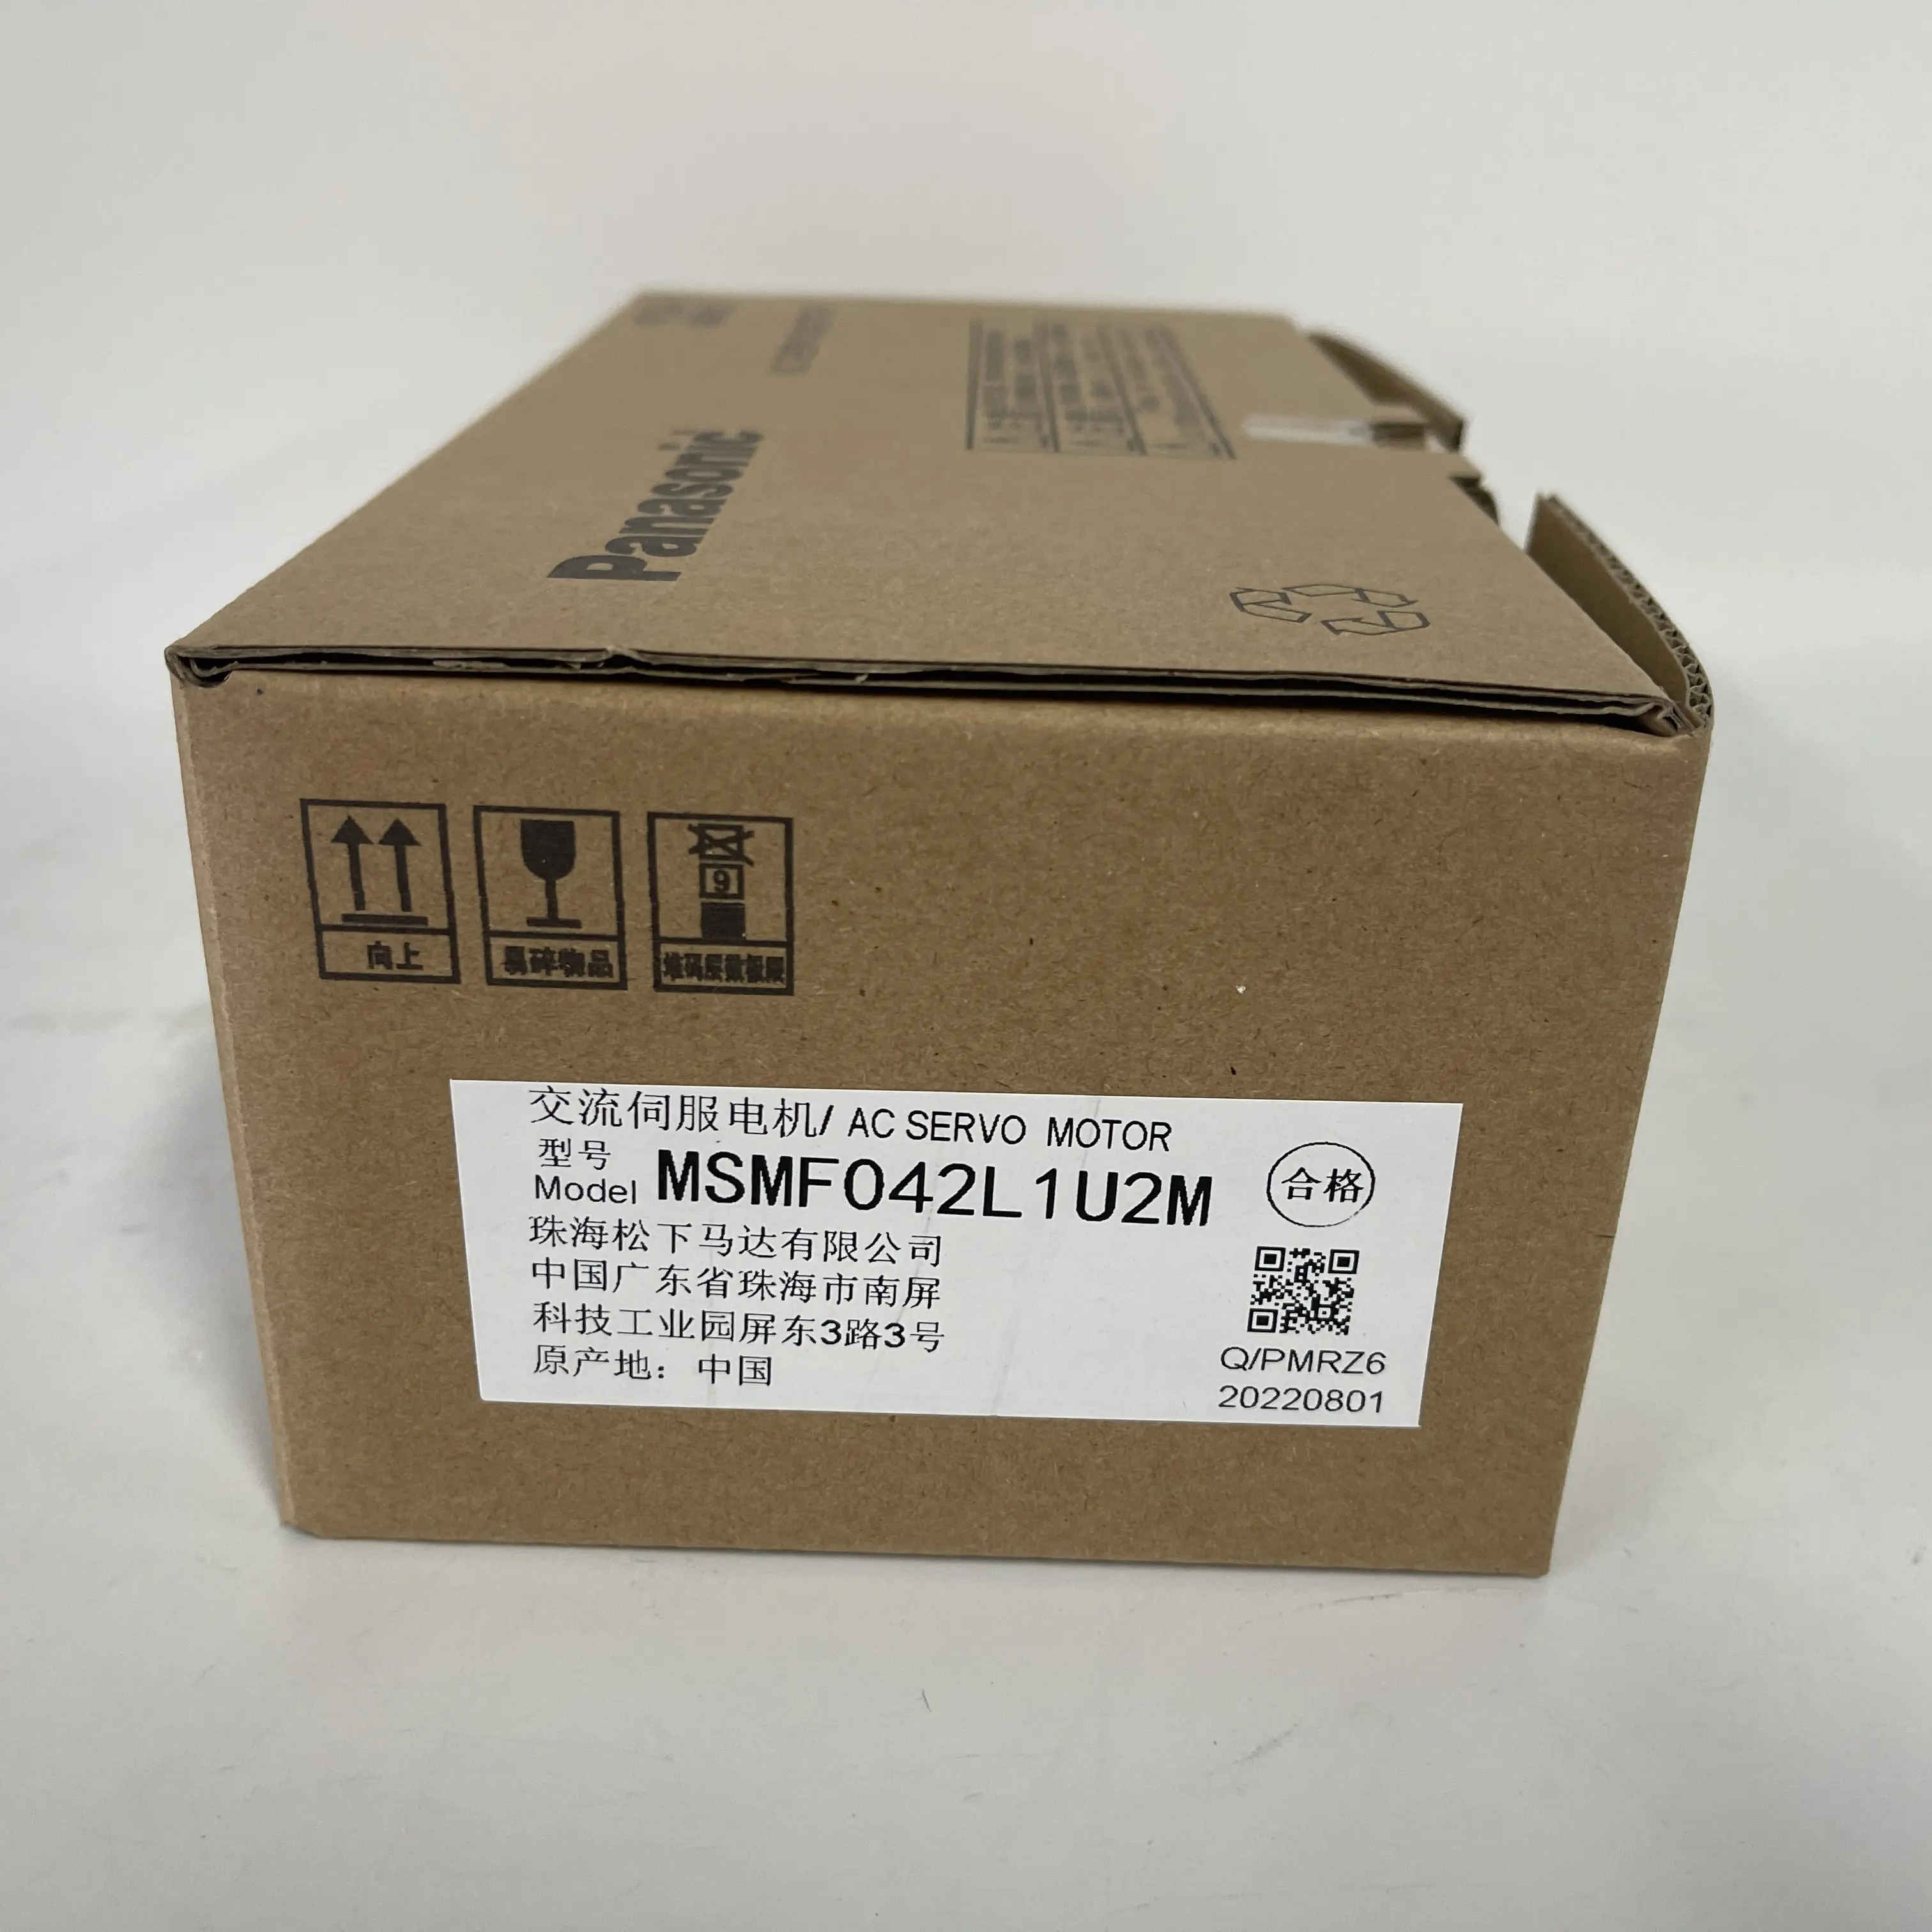 Panasonic
向上
易碎物品
9
堆码层数极限
交流伺服电机/ AC SERVO MOTOR
型号
Model MSMF042L1U2M
合格
珠海松下马达有限公司
中国广东省珠海市南屏
科技工业园屏东3路3号
原产地：中国
Q/PMRZ6
20220801